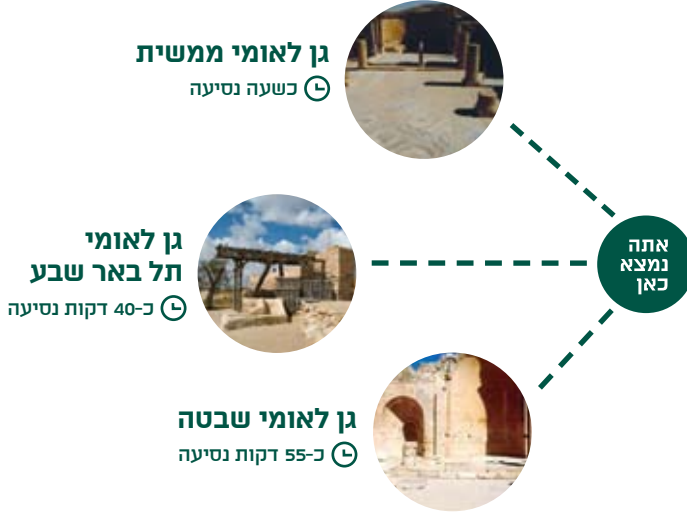 גן לאומי ממשית
כשעה נסיעה
אתה
נמצא
כאן
גן לאומי
תל באר שבע
כ-40 דקות נסיעה
גן לאומי שבטה
כ-55 דקות נסיעה